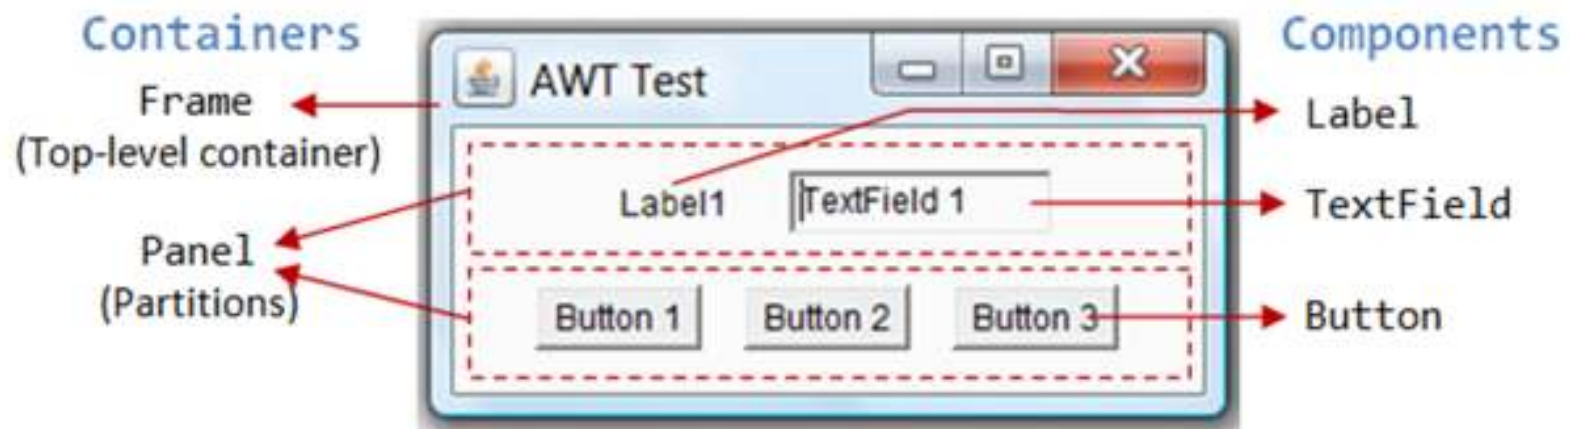 Containers
Components
AWT Test
Frame
(Top-level container)
Label
Label1
TextField 1
TextField
Panel
(Partitions)
Button 1
Button 2
Button 3
Button